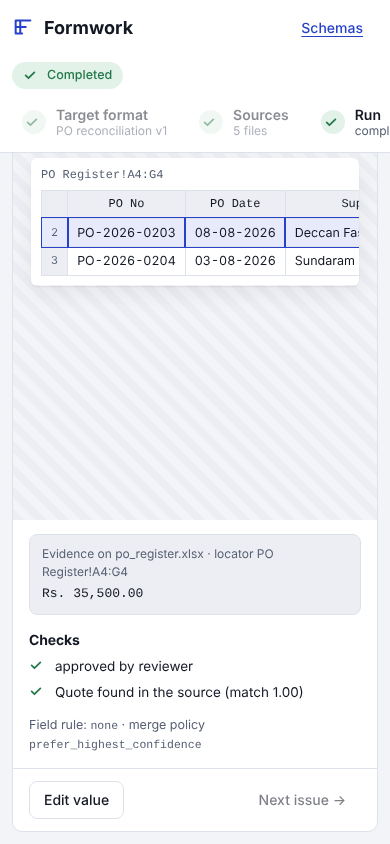 Formwork
Schemas
Completed
Target format
PO reconciliation v1
Sources
5 files
Run
compl
PO Register!A4:G4
PO No PO Date Sup
2 PO-2026-0203 08-08-2026 Deccan Fas
3 PO-2026-0204 03-08-2026 Sundaram
Evidence on po_register.xlsx · locator PO
Register!A4:G4
Rs. 35,500.00
Checks
approved by reviewer
Quote found in the source (match 1.00)
Field rule: none · merge policy
prefer_highest_confidence
Edit value
Next issue →